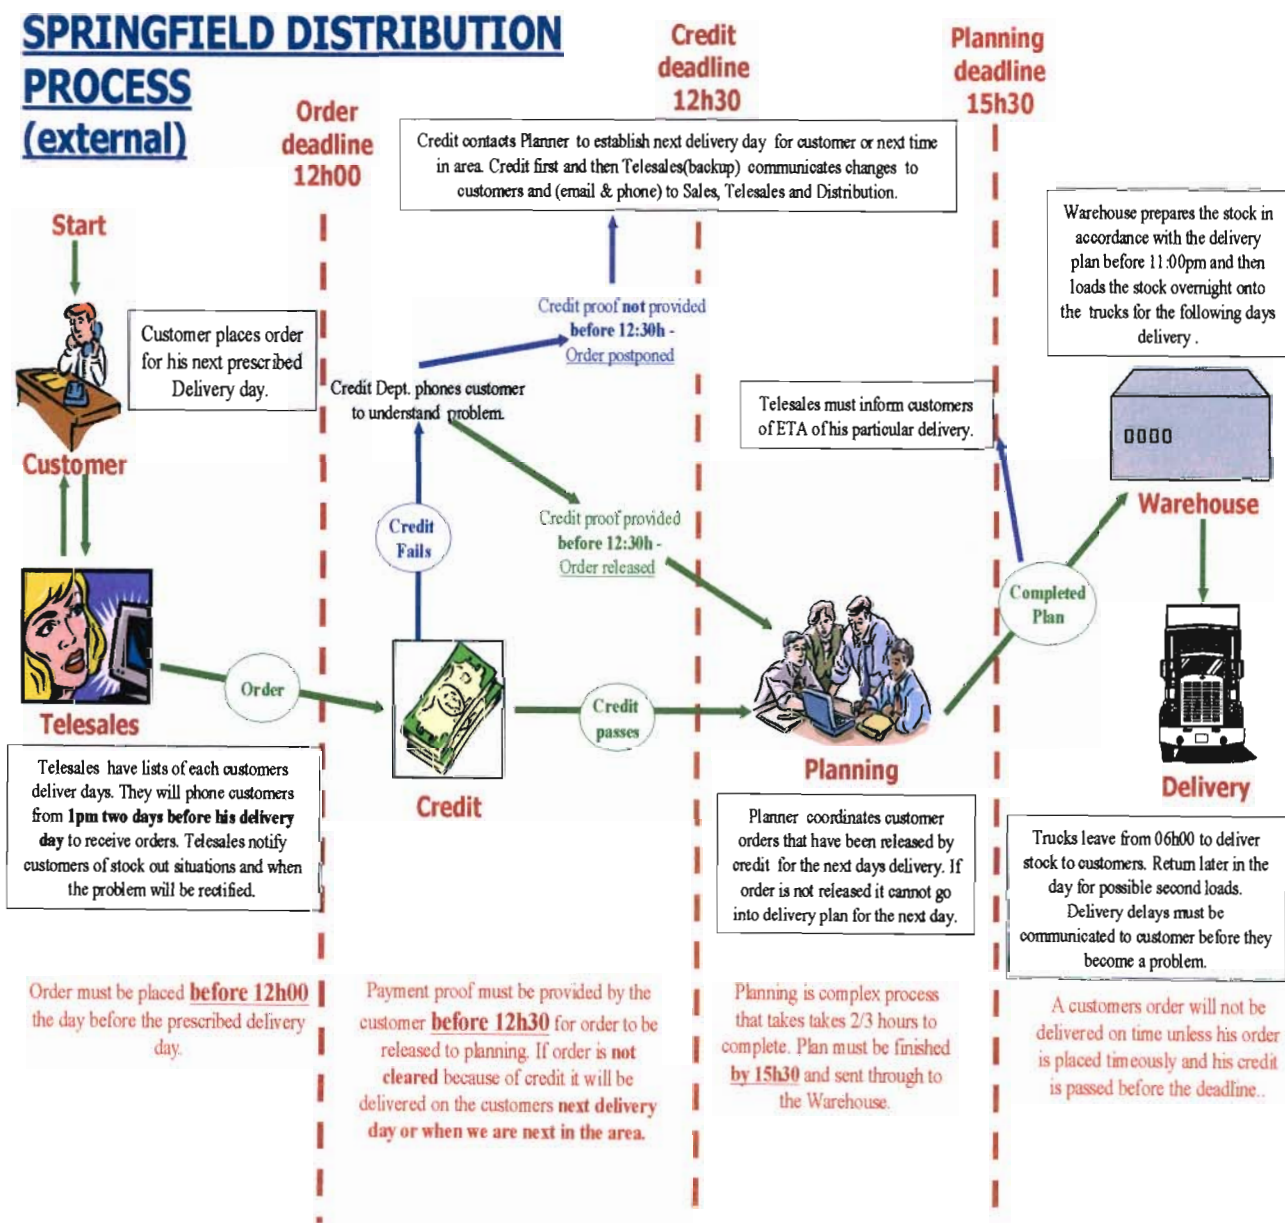 SPRINGFIELD DISTRIBUTION
PROCESS
(external)
Order
deadline
12h00
Credit
deadline
12h30
Planning
deadline
15h30
Credit contacts Planner to establish next delivery day for customer or next time
in area. Credit first and then Telesales(backup) communicates changes to
customers and (email & phone) to Sales, Telesales and Distribution.
Warehouse prepares the stock in
accordance with the delivery
plan before 11:00pm and then
loads the stock overnight onto
the trucks for the following days
delivery .
Start
Customer places order
for his next prescribed
Delivery day.
Customer
Credit proof not provided
before 12:30h -
Order postponed
Credit Dept. phones customer
to understand problem.
Telesales must inform customers
of ETA of his particular delivery.
Warehouse
Credit
Fails
Credit proof provided
before 12:30h -
Order released
Completed
Plan
Order
Credit
passes
Telesales
Telesales have lists of each customers
deliver days. They will phone customers
from 1pm two days before his delivery
day to receive orders. Telesales notify
customers of stock out situations and when
the problem will be rectified.
Credit
Planning
Planner coordinates customer
orders that have been released by
credit for the next days delivery. If
order is not released it cannot go
into delivery plan for the next day.
Delivery
Trucks leave from 06h00 to deliver
stock to customers. Return later in the
day for possible second loads.
Delivery delays must be
communicated to customer before they
become a problem.
Order must be placed before 12h00
the day before the prescribed delivery
day.
Payment proof must be provided by the
customer before 12h30 for order to be
released to planning. If order is not
cleared because of credit it will be
delivered on the customers next delivery
day or when we are next in the area.
Planning is complex process
that takes takes 2/3 hours to
complete. Plan must be finished
by 15h30 and sent through to
the Warehouse.
A customers order will not be
delivered on time unless his order
is placed timeously and his credit
is passed before the deadline..